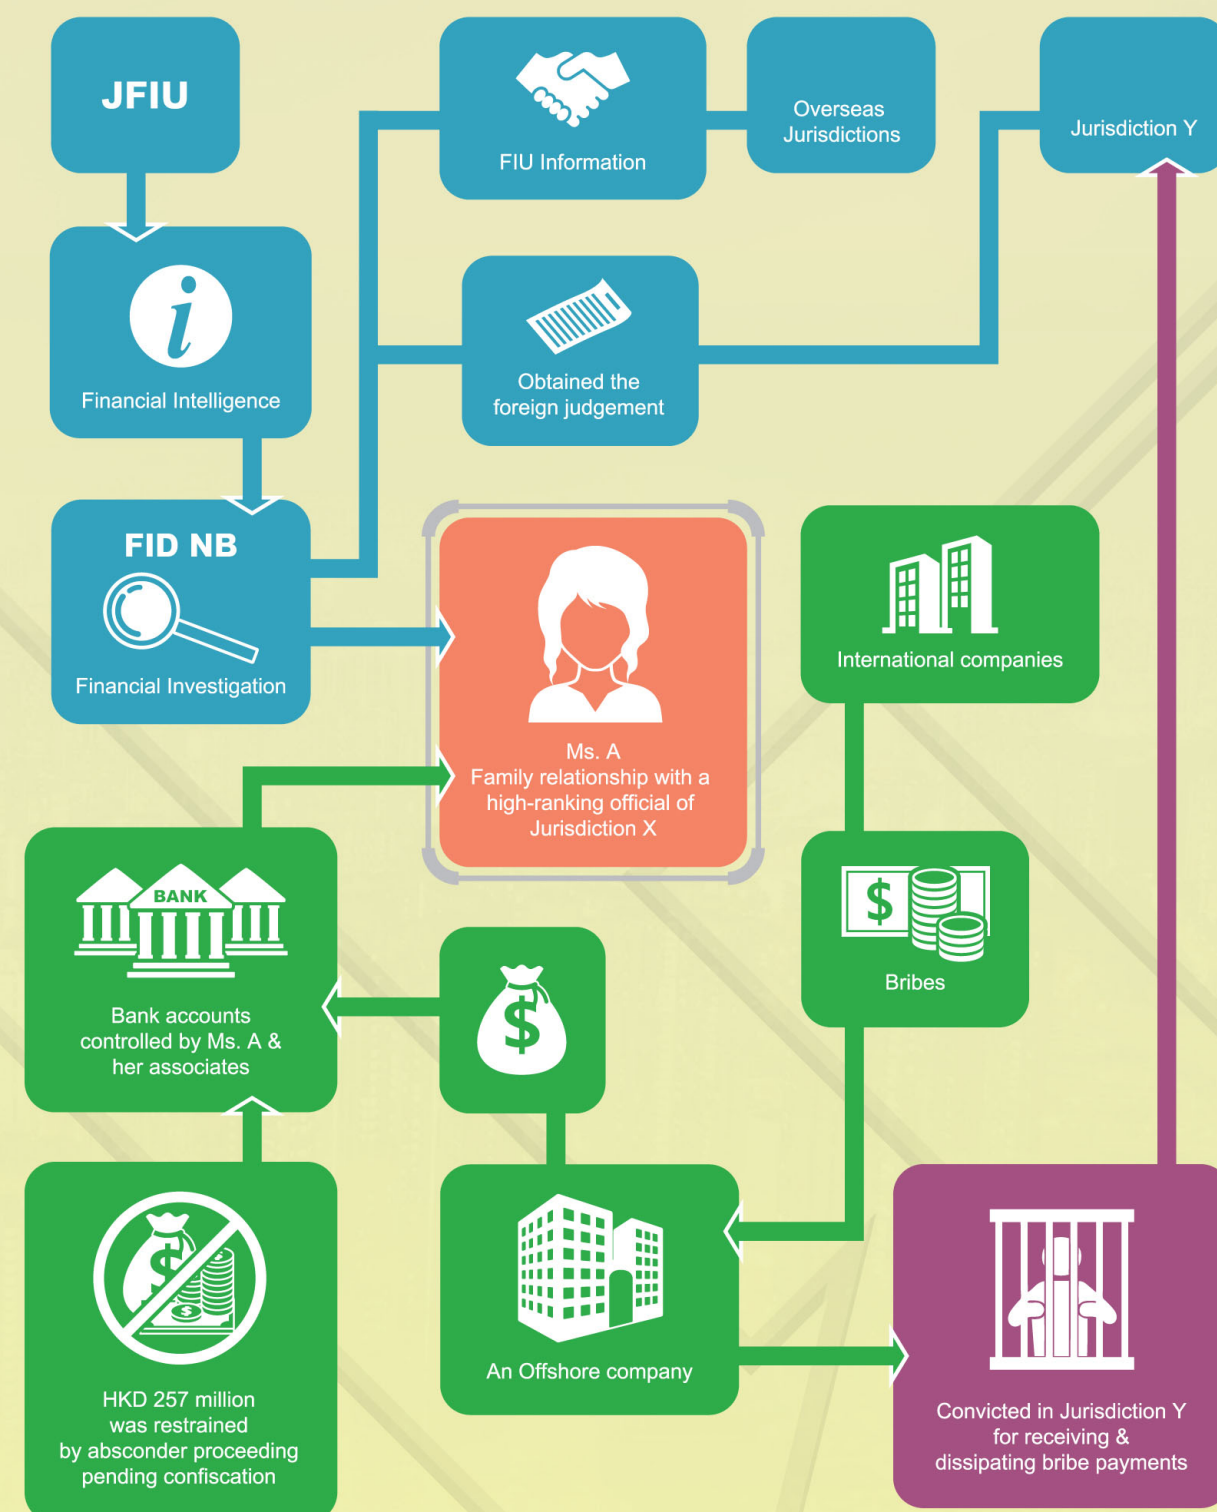 JFIU
FIU Information
Overseas
Jurisdictions
Jurisdiction Y
i
Financial Intelligence
Obtained the
foreign judgement
FID NB
Financial Investigation
Ms. A
Family relationship with a
high-ranking official of
Jurisdiction X
International companies
BANK
Bank accounts
controlled by Ms. A &
her associates
$
$
Bribes
$
$
HKD 257 million
was restrained
by absconder proceeding
pending confiscation
An Offshore company
Convicted in Jurisdiction Y
for receiving &
dissipating bribe payments